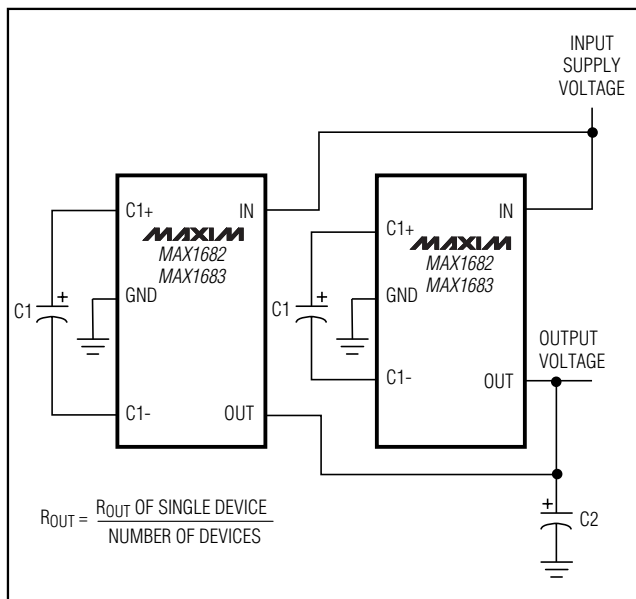 INPUT
SUPPLY
VOLTAGE
C1+
IN
MAXIM
MAX1682
MAX1683
GND
C1
+
C1-
OUT
C1+
IN
MAXIM
MAX1682
MAX1683
GND
C1
+
C1-
OUT
OUTPUT
VOLTAGE
+
C2
ROUT = ROUT OF SINGLE DEVICE
NUMBER OF DEVICES